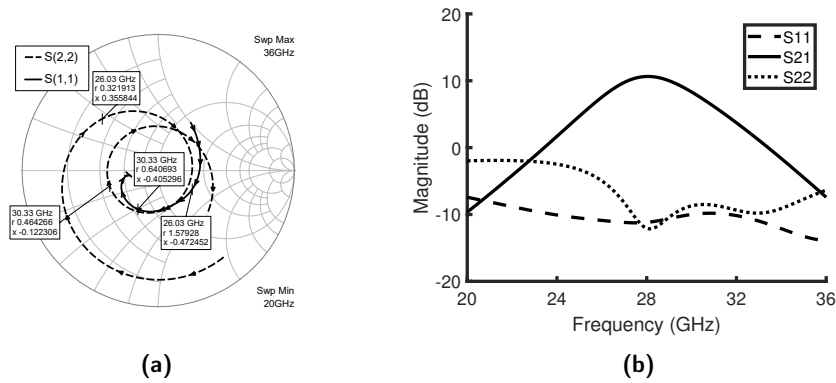 Swp Max
36GHz
S(2,2)
S(1,1)
26.03 GHz
r 0.321913
x 0.355844
30.33 GHz
r 0.640693
x -0.405296
30.33 GHz
r 0.464266
x -0.122306
26.03 GHz
r 1.57928
x -0.472452
Swp Min
20GHz
(a)
20
10
0
-10
-20
Magnitude (dB)
S11
S21
S22
20 24 28 32 36
Frequency (GHz)
(b)